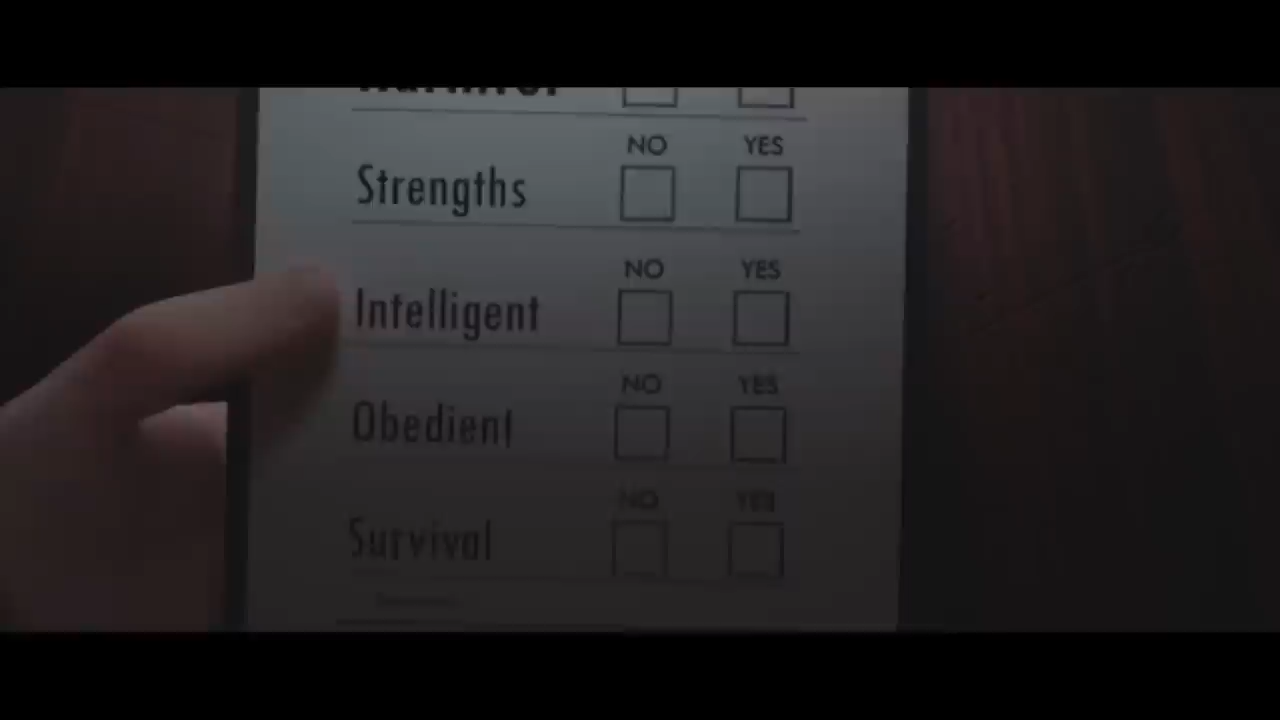 NO YES
Strengths
NO YES
Intelligent
NO YES
Obedient
NO YES
Survival